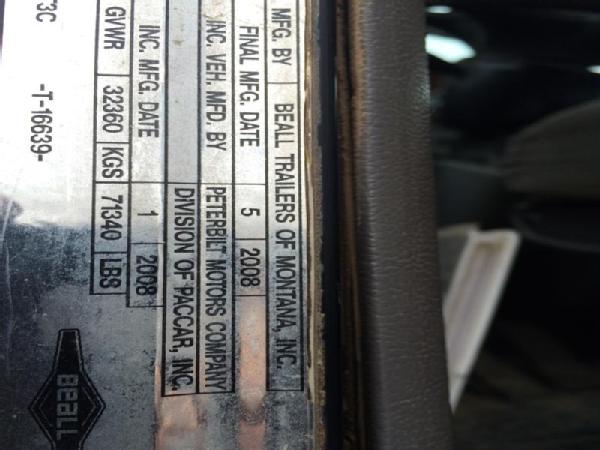 MFG. BY BEALL TRAILERS OF MONTANA, INC.
FINAL MFG. DATE 5 2008
INC. VEH. MFD. BY PETERBILT MOTORS COMPANY
DIVISION OF PACCAR, INC.
INC. MFG. DATE 1 2008
GVWR 32360 KGS 71340 LBS
-T-16639-
73C
Beall